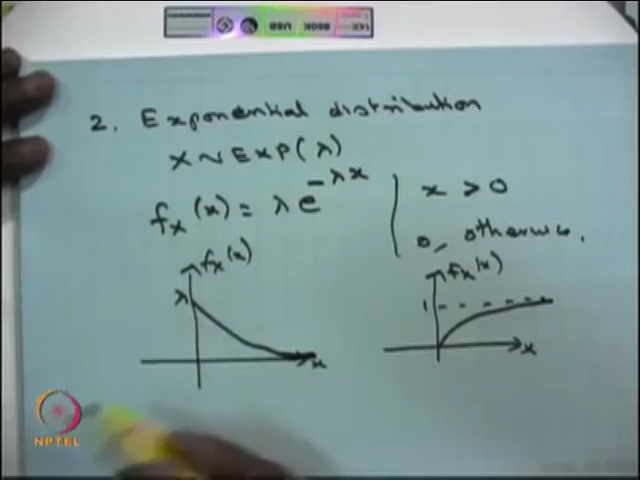 2. Exponential distribution
X ~ EXP(λ)
fx(x) = λ e^-λx | x > 0
0, otherwise.
fx(x)
λ
x
fx(x)
1
x
NPTEL